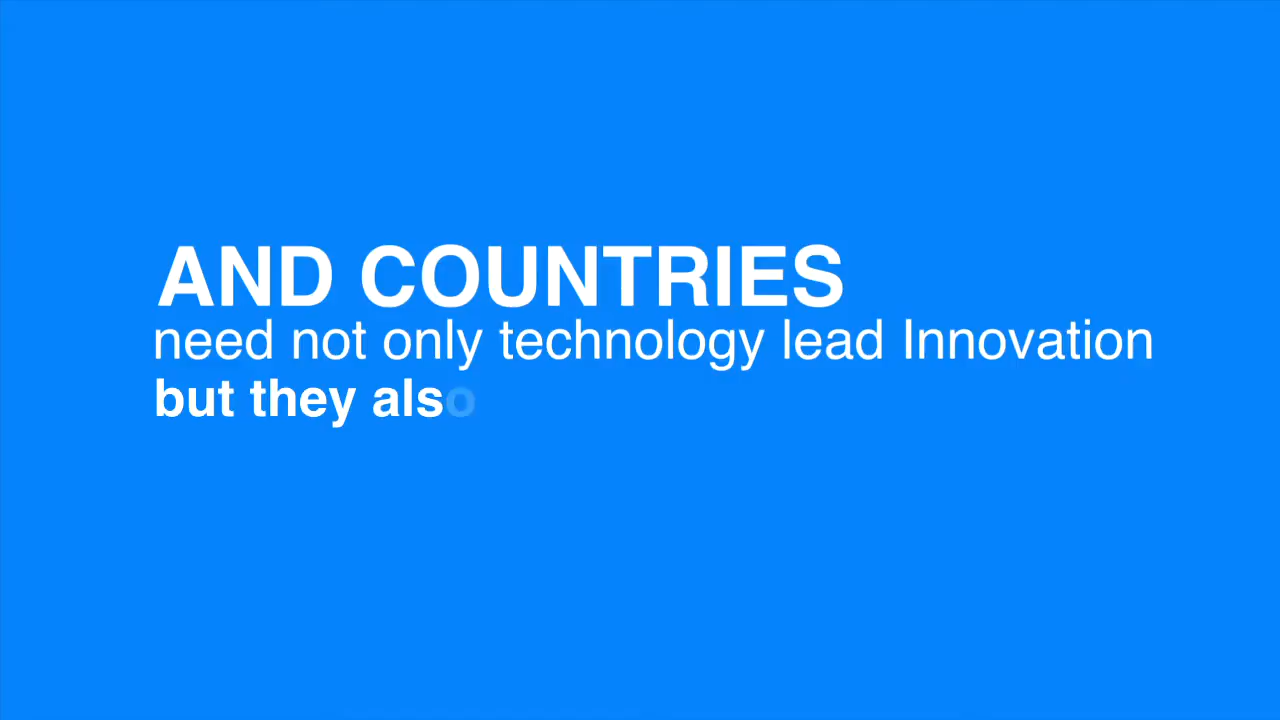 AND COUNTRIES
need not only technology lead Innovation
but they also